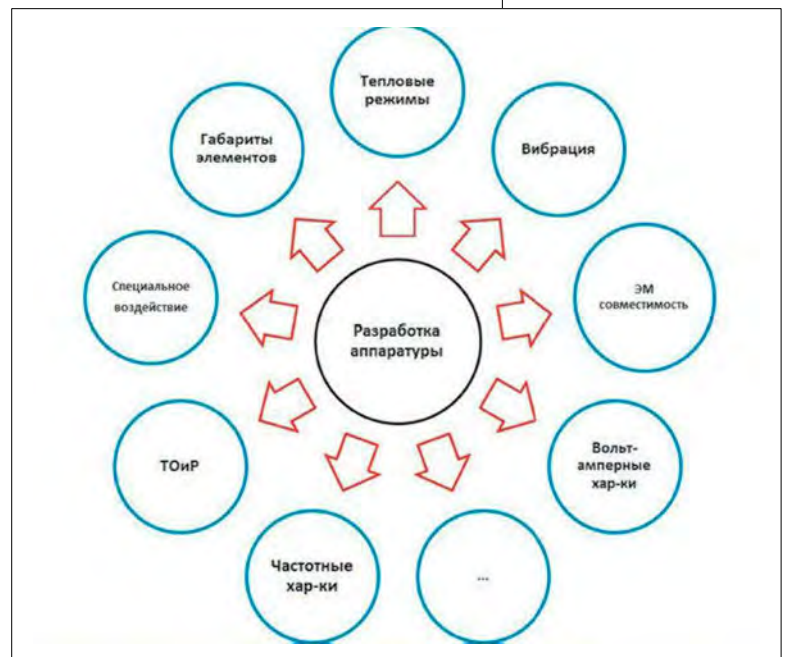 Тепловые
режимы
Габариты
элементов
Вибрация
Специальное
воздействие
ЭМ
совместимость
Разработка
аппаратуры
ТОиР
Вольт-
амперные
хар-ки
Частотные
хар-ки
...